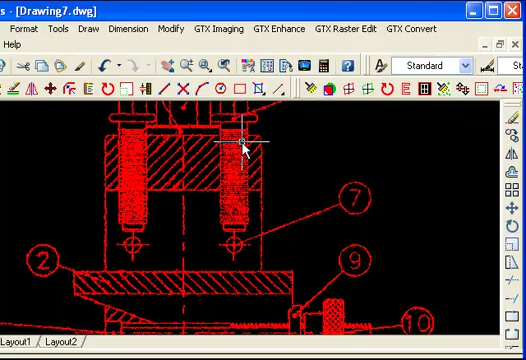 s - [Drawing7.dwg]
Format Tools Draw Dimension Modify GTX Imaging GTX Enhance GTX Raster Edit GTX Convert
Help
Standard
7
2
9
10
Layout1 Layout2